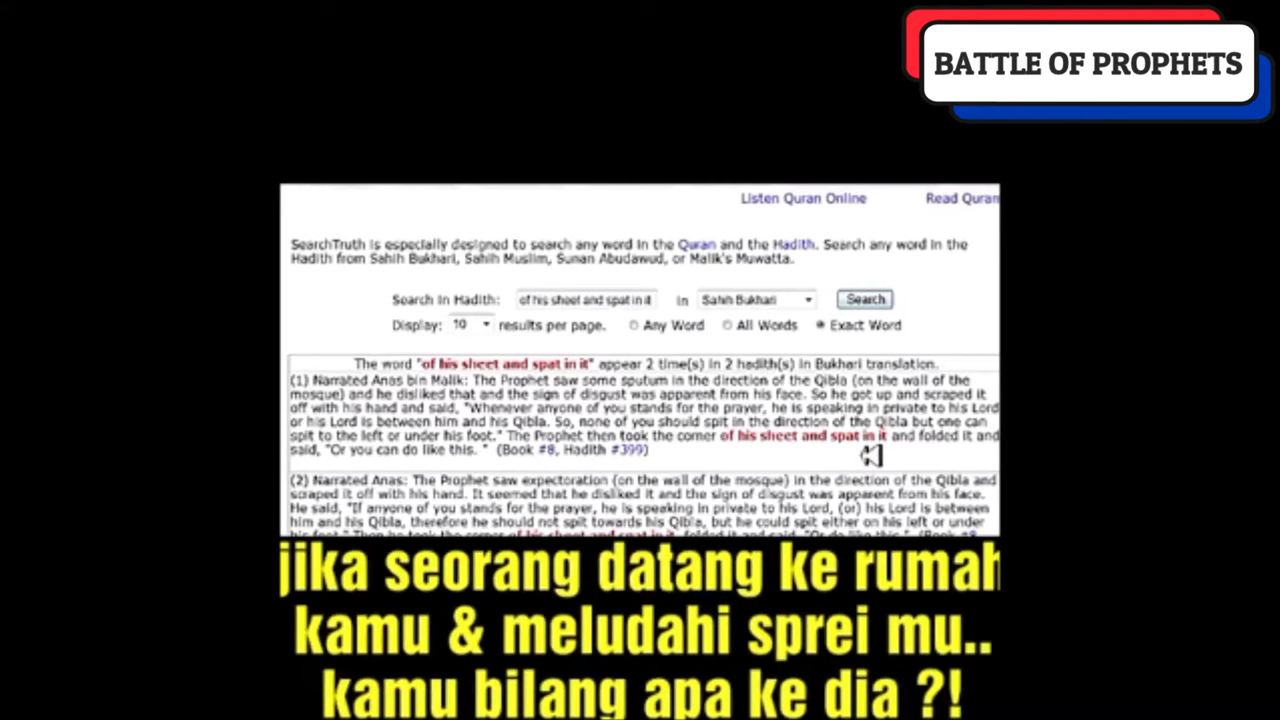 BATTLE OF PROPHETS
Listen Quran Online Read Quran
SearchTruth is especially designed to search any word in the Quran and the Hadith. Search any word in the
Hadith from Sahih Bukhari, Sahih Muslim, Sunan Abudawud, or Malik's Muwatta.
Search In Hadith: of his sheet and spat in it in Sahih Bukhari Search
Display: 10 results per page. Any Word All Words Exact Word
The word "of his sheet and spat in it" appear 2 time(s) in 2 hadith(s) in Bukhari translation.
(1) Narrated Anas bin Malik: The Prophet saw some sputum in the direction of the Qibla (on the wall of the
mosque) and he disliked that and the sign of disgust was apparent from his face. So he got up and scraped it
off with his hand and said, "Whenever anyone of you stands for the prayer, he is speaking in private to his Lord
or his Lord is between him and his Qibla. So, none of you should spit in the direction of the Qibla but one can
spit to the left or under his foot." The Prophet then took the corner of his sheet and spat in it and folded it and
said, "Or you can do like this. " (Book #8, Hadith #399)
(2) Narrated Anas: The Prophet saw expectoration (on the wall of the mosque) in the direction of the Qibla and
scraped it off with his hand. It seemed that he disliked it and the sign of disgust was apparent from his face.
He said, "If anyone of you stands for the prayer, he is speaking in private to his Lord, (or) his Lord is between
him and his Qibla, therefore he should not spit towards his Qibla, but he could spit either on his left or under
jika seorang datang ke rumah
kamu & meludahi sprei mu..
kamu bilang apa ke dia ?!